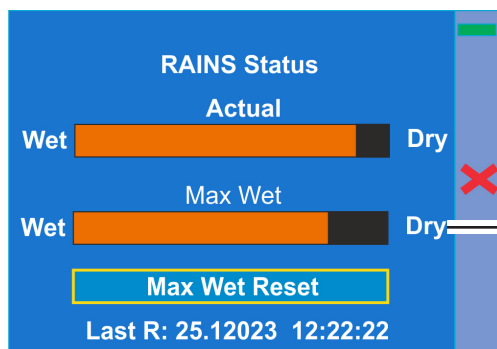 RAINS Status
Actual
Wet Dry
Max Wet
Wet Dry
Max Wet Reset
Last R: 25.12023 12:22:22